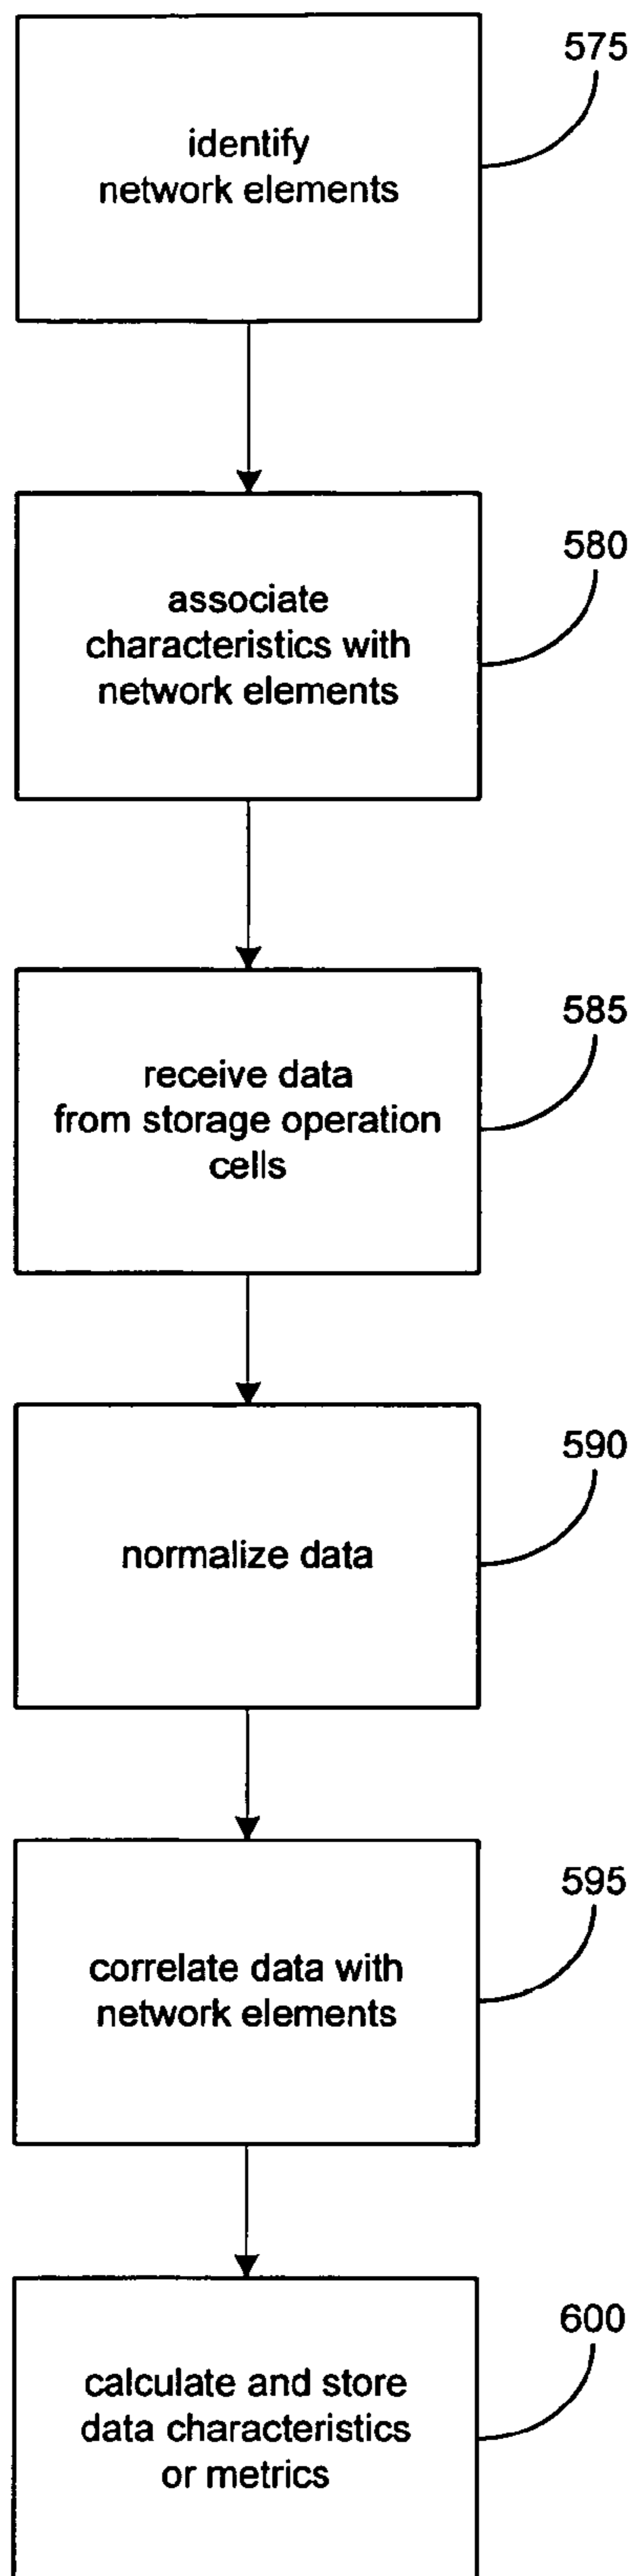 575
identify
network elements
580
associate
characteristics with
network elements
585
receive data
from storage operation
cells
590
normalize data
595
correlate data with
network elements
600
calculate and store
data characteristics
or metrics